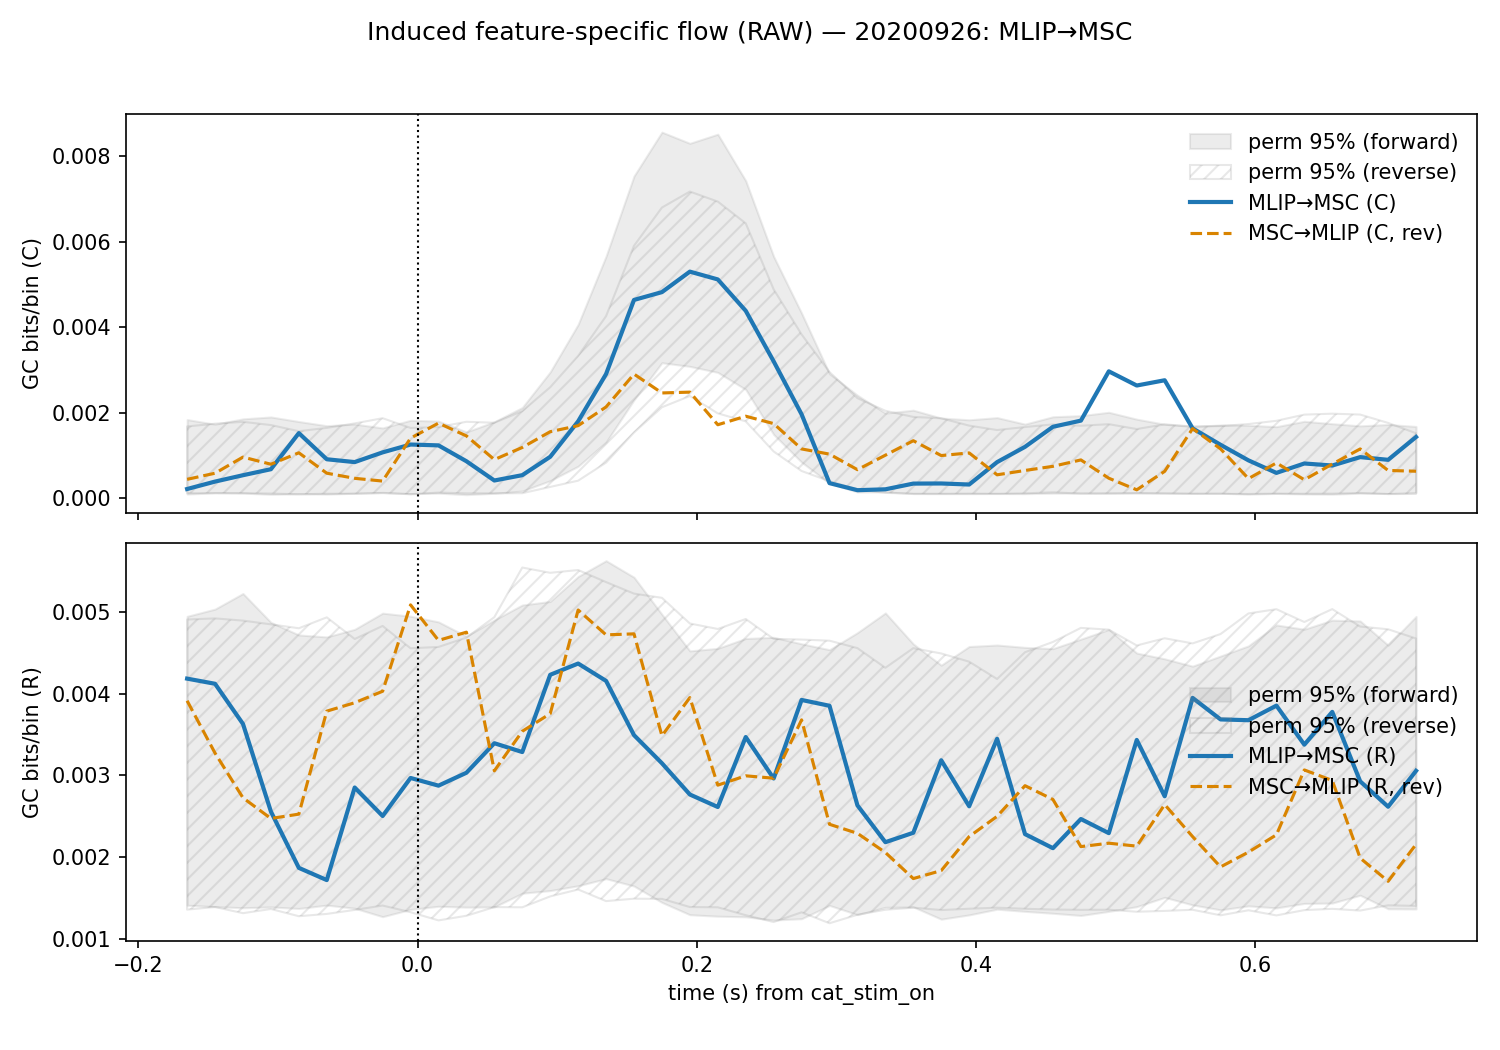 Induced feature-specific flow (RAW) — 20200926: MLIP→MSC
GC bits/bin (C)
0.008
0.006
0.004
0.002
0.000
perm 95% (forward)
perm 95% (reverse)
MLIP→MSC (C)
MSC→MLIP (C, rev)
GC bits/bin (R)
0.005
0.004
0.003
0.002
0.001
perm 95% (forward)
perm 95% (reverse)
MLIP→MSC (R)
MSC→MLIP (R, rev)
−0.2
0.0
0.2
0.4
0.6
time (s) from cat_stim_on